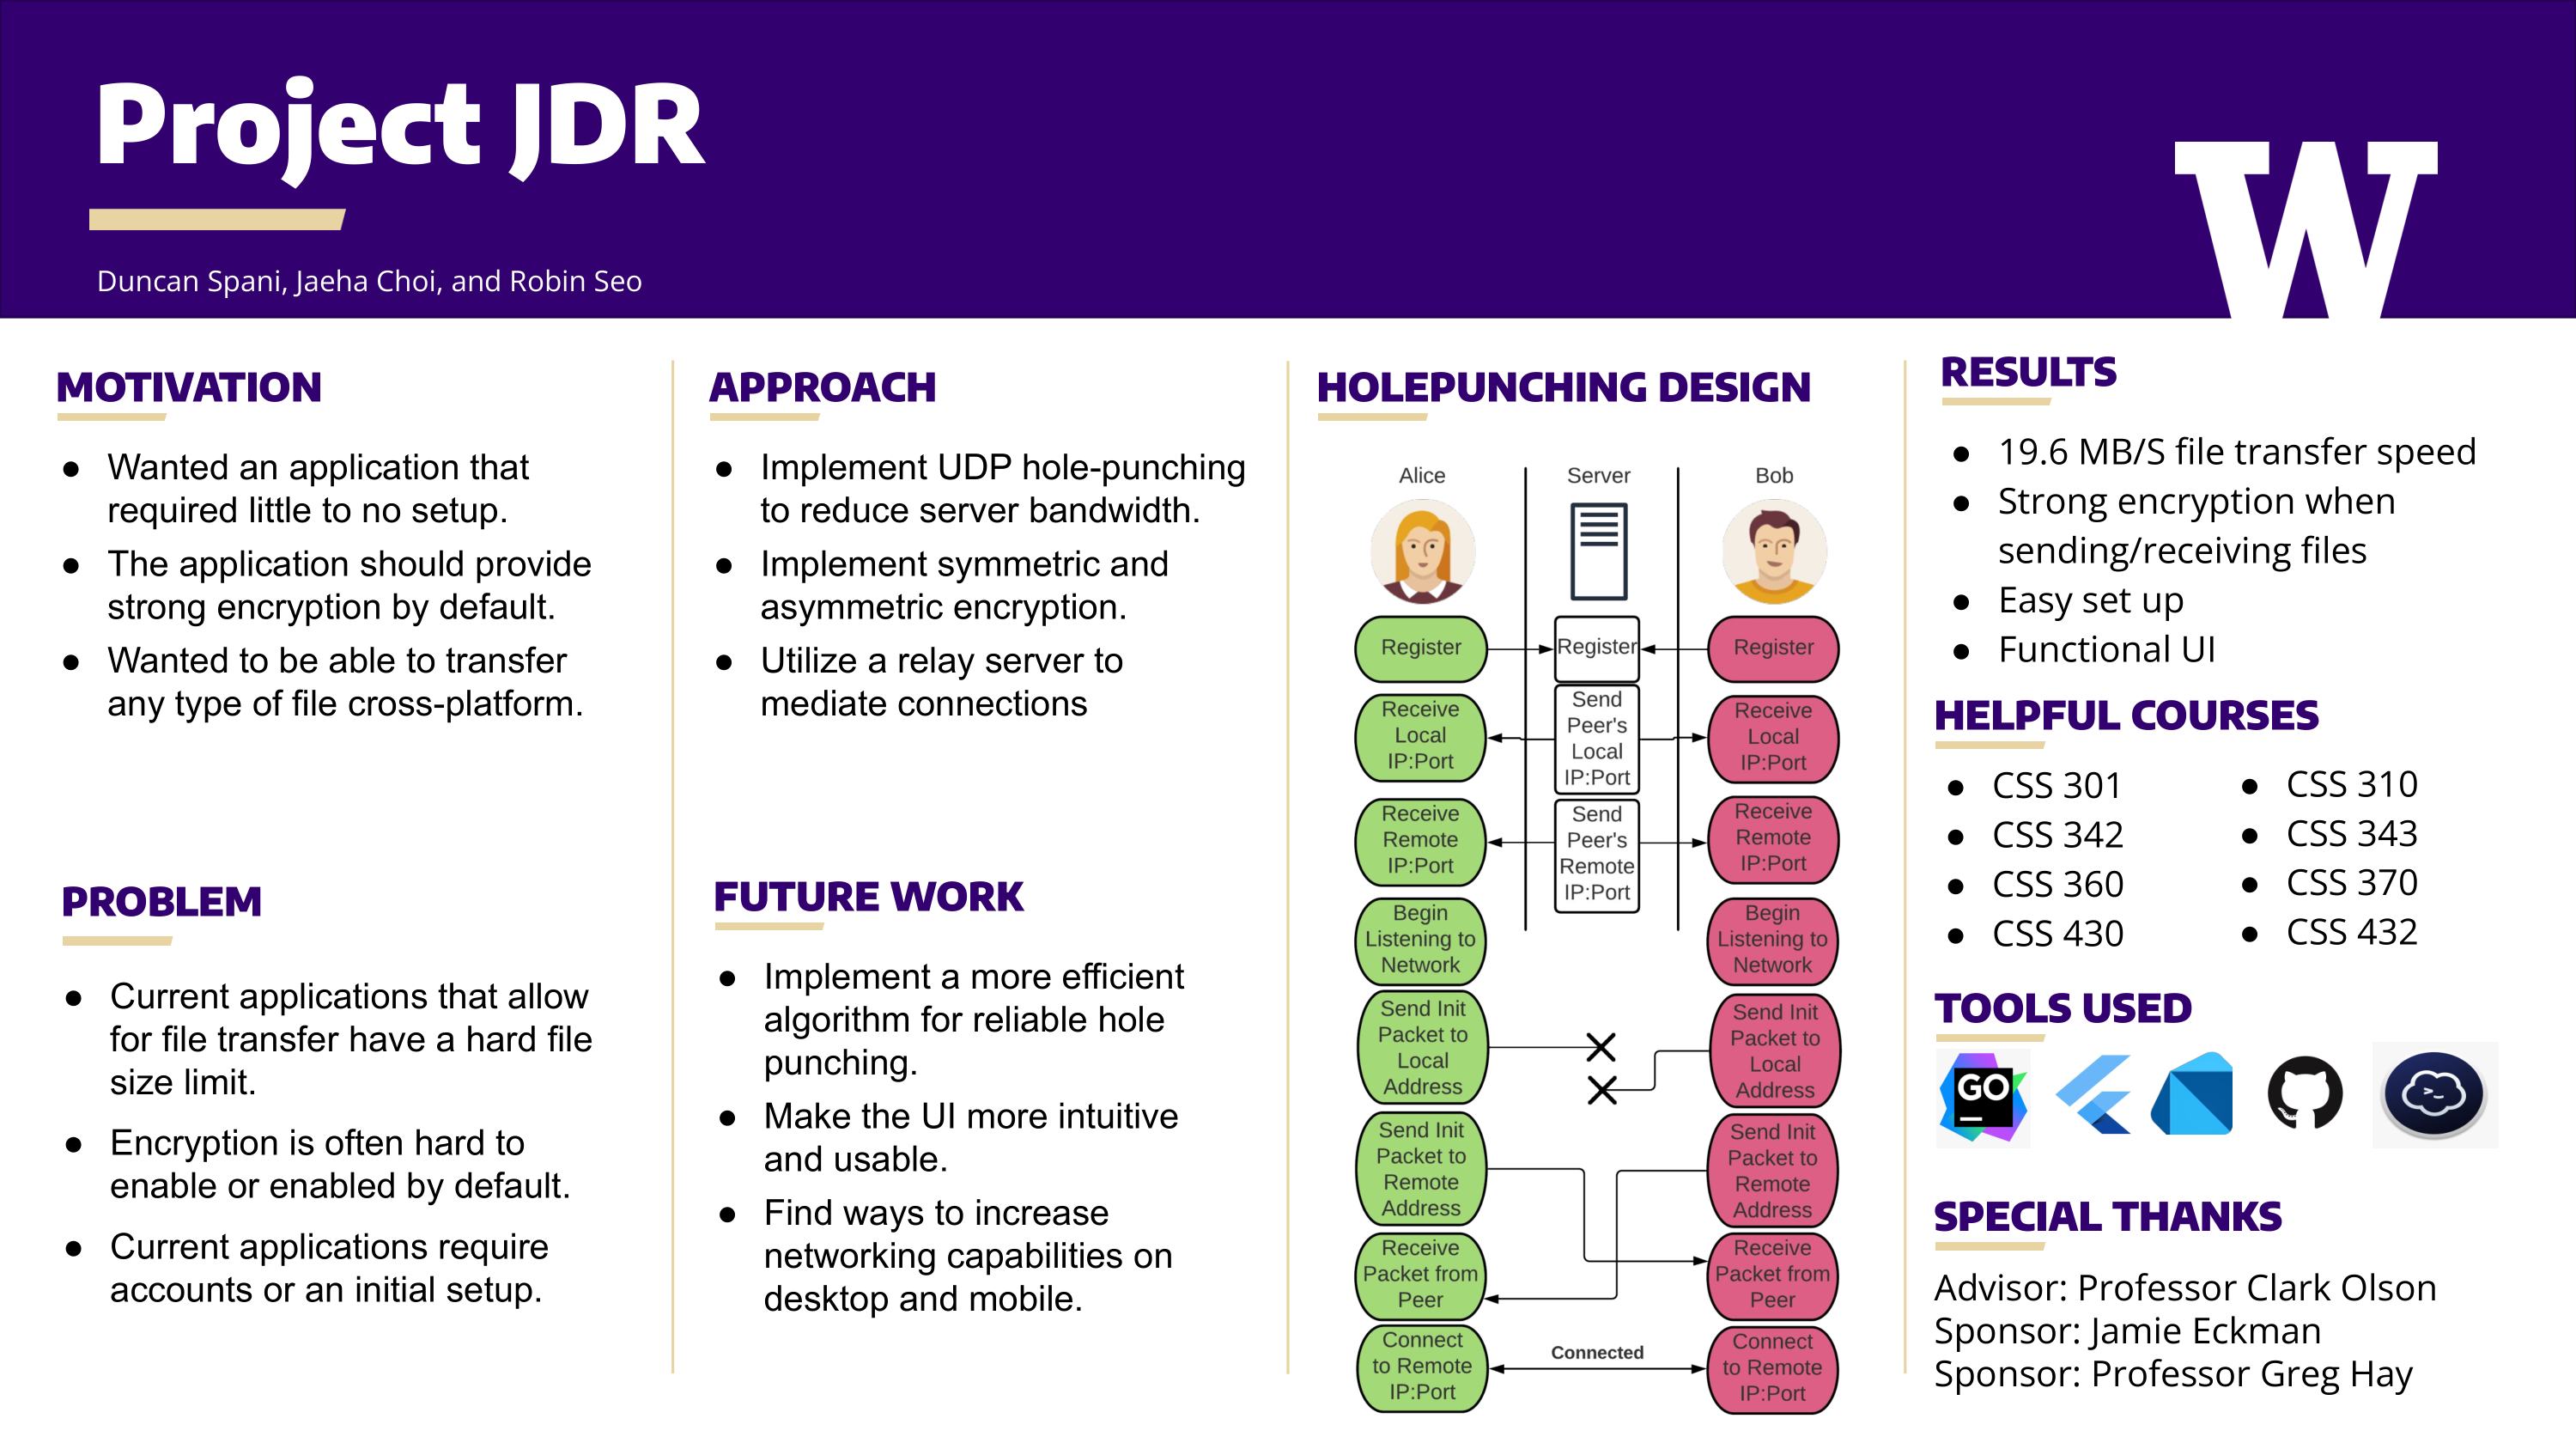 Project JDR
Duncan Spani, Jaeha Choi, and Robin Seo
W
MOTIVATION
● Wanted an application that
required little to no setup.
● The application should provide
strong encryption by default.
● Wanted to be able to transfer
any type of file cross-platform.
PROBLEM
● Current applications that allow
for file transfer have a hard file
size limit.
● Encryption is often hard to
enable or enabled by default.
● Current applications require
accounts or an initial setup.
APPROACH
● Implement UDP hole-punching
to reduce server bandwidth.
● Implement symmetric and
asymmetric encryption.
● Utilize a relay server to
mediate connections
FUTURE WORK
● Implement a more efficient
algorithm for reliable hole
punching.
● Make the UI more intuitive
and usable.
● Find ways to increase
networking capabilities on
desktop and mobile.
HOLEPUNCHING DESIGN
Alice
Server
Bob
Register
Register
Register
Receive
Local
IP:Port
Send
Peer's
Local
IP:Port
Receive
Local
IP:Port
Receive
Remote
IP:Port
Send
Peer's
Remote
IP:Port
Receive
Remote
IP:Port
Begin
Listening to
Network
Begin
Listening to
Network
Send Init
Packet to
Local
Address
Send Init
Packet to
Local
Address
Send Init
Packet to
Remote
Address
Send Init
Packet to
Remote
Address
Receive
Packet from
Peer
Receive
Packet from
Peer
Connect
to Remote
IP:Port
Connected
Connect
to Remote
IP:Port
RESULTS
● 19.6 MB/S file transfer speed
● Strong encryption when
sending/receiving files
● Easy set up
● Functional UI
HELPFUL COURSES
● CSS 301
● CSS 342
● CSS 360
● CSS 430
● CSS 310
● CSS 343
● CSS 370
● CSS 432
TOOLS USED
GO
>_
SPECIAL THANKS
Advisor: Professor Clark Olson
Sponsor: Jamie Eckman
Sponsor: Professor Greg Hay